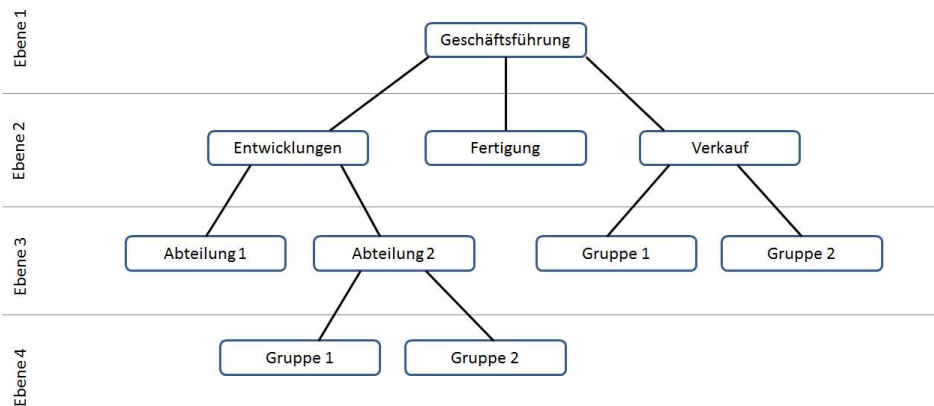 Ebene 1
Geschäftsführung
Ebene 2
Entwicklungen
Fertigung
Verkauf
Ebene 3
Abteilung 1
Abteilung 2
Gruppe 1
Gruppe 2
Ebene 4
Gruppe 1
Gruppe 2